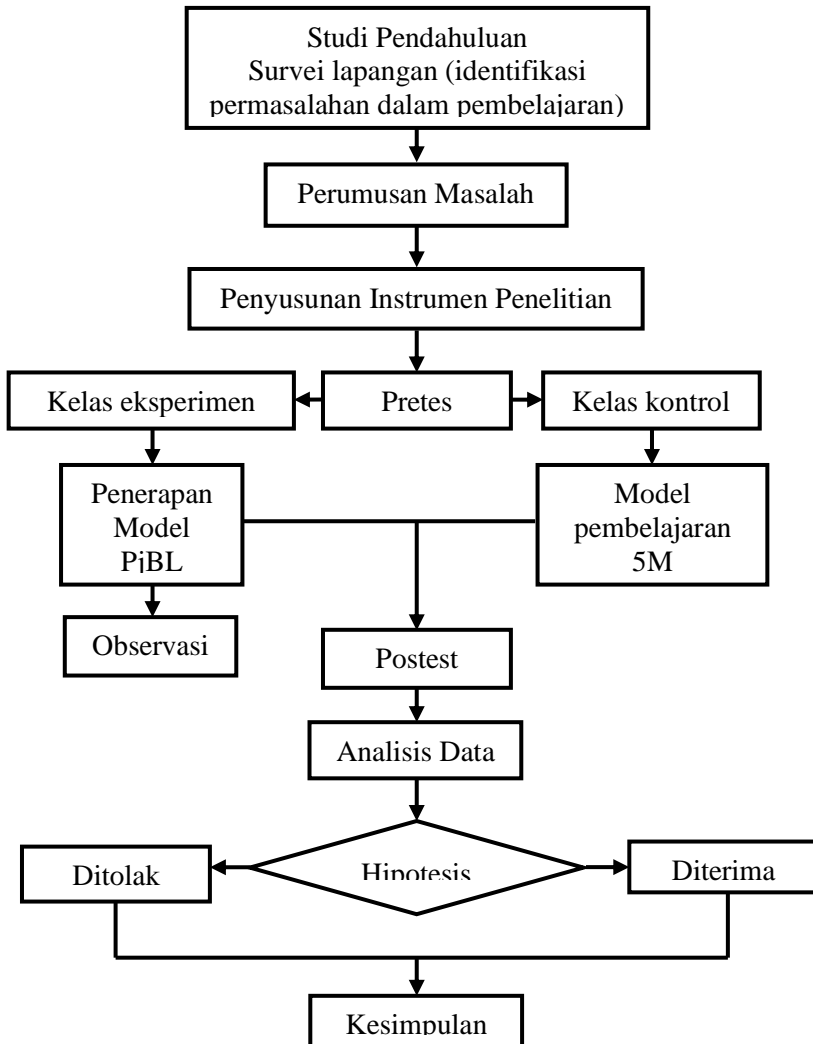 Studi Pendahuluan
Survei lapangan (identifikasi
permasalahan dalam pembelajaran)
Perumusan Masalah
Penyusunan Instrumen Penelitian
Kelas eksperimen
Pretes
Kelas kontrol
Penerapan
Model
PjBL
Model
pembelajaran
5M
Observasi
Postest
Analisis Data
Ditolak
Hipotesis
Diterima
Kesimpulan